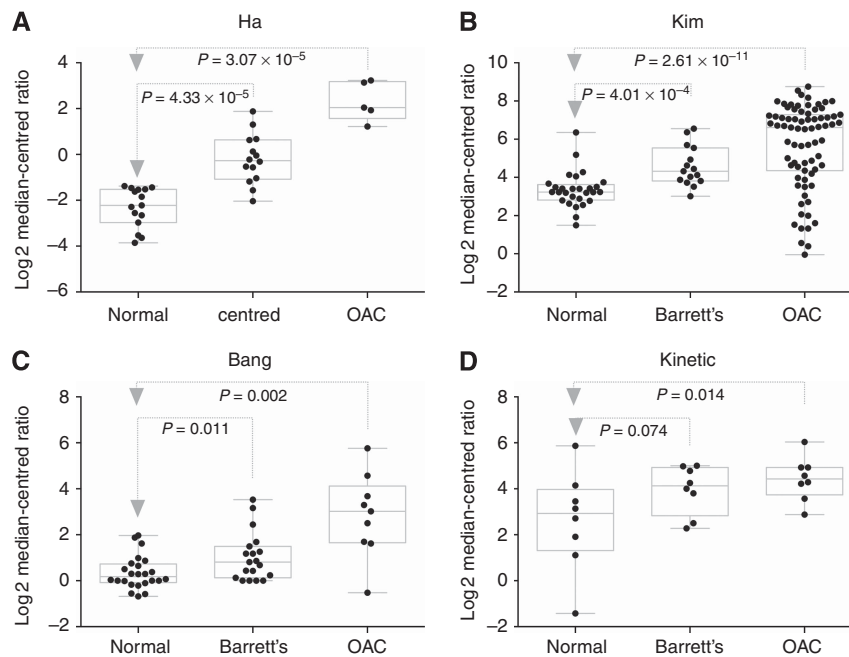 A
Ha
Log2 median-centred ratio
4
2
0
–2
–4
–6
P = 3.07 × 10⁻⁵
P = 4.33 × 10⁻⁵
Normal centred OAC
B
Kim
Log2 median-centred ratio
10
8
6
4
2
0
–2
P = 2.61 × 10⁻¹¹
P = 4.01 × 10⁻⁴
Normal Barrett's OAC
C
Bang
Log2 median-centred ratio
8
6
4
2
0
–2
P = 0.002
P = 0.011
Normal Barrett's OAC
D
Kinetic
Log2 median-centred ratio
8
6
4
2
0
–2
P = 0.014
P = 0.074
Normal Barrett's OAC